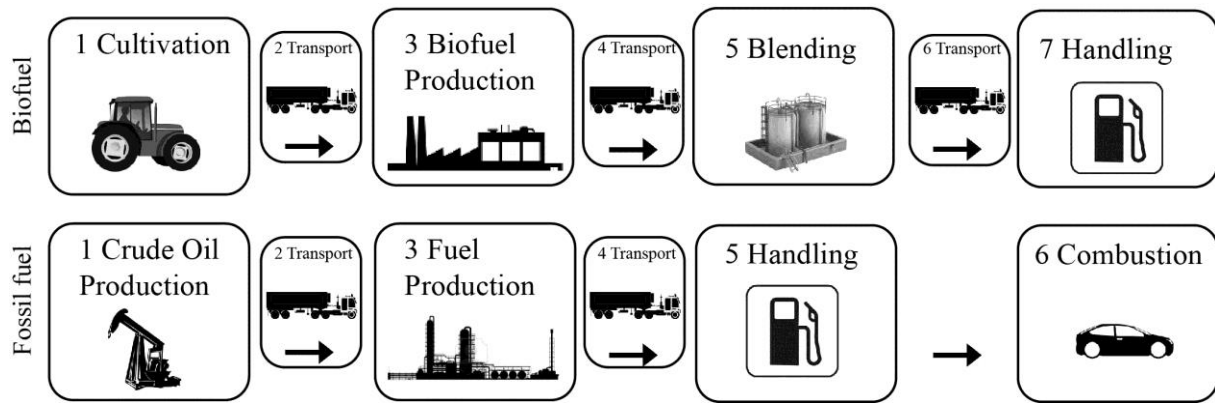 Biofuel
1 Cultivation
2 Transport
3 Biofuel
Production
4 Transport
5 Blending
6 Transport
7 Handling
Fossil fuel
1 Crude Oil
Production
2 Transport
3 Fuel
Production
4 Transport
5 Handling
6 Combustion